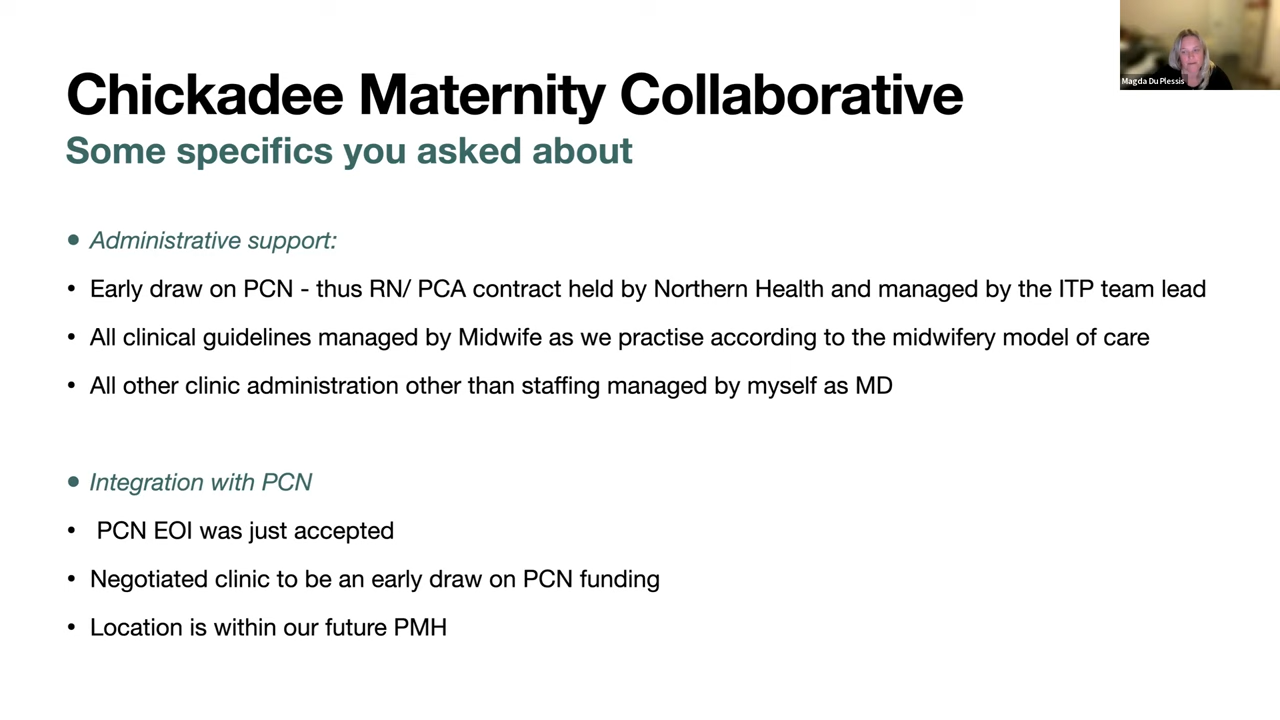 Chickadee Maternity Collaborative
Magda Du Plessis
Some specifics you asked about
• Administrative support:
• Early draw on PCN - thus RN/ PCA contract held by Northern Health and managed by the ITP team lead
• All clinical guidelines managed by Midwife as we practise according to the midwifery model of care
• All other clinic administration other than staffing managed by myself as MD
• Integration with PCN
• PCN EOI was just accepted
• Negotiated clinic to be an early draw on PCN funding
• Location is within our future PMH